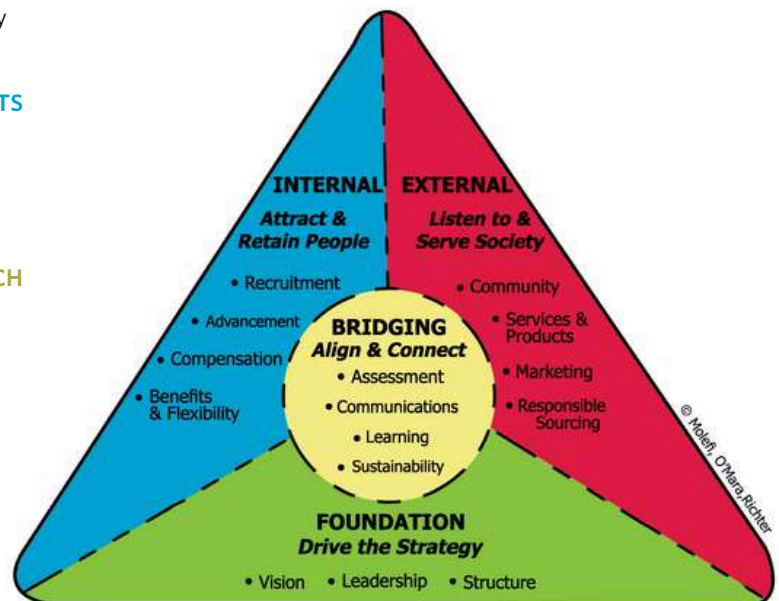 y
TS
CH
INTERNAL
Attract &
Retain People
• Recruitment
• Advancement
• Compensation
• Benefits
& Flexibility
EXTERNAL
Listen to &
Serve Society
• Community
• Services &
Products
• Marketing
• Responsible
Sourcing
BRIDGING
Align & Connect
• Assessment
• Communications
• Learning
• Sustainability
FOUNDATION
Drive the Strategy
• Vision • Leadership • Structure
© Molefi, O'Mara,Richter